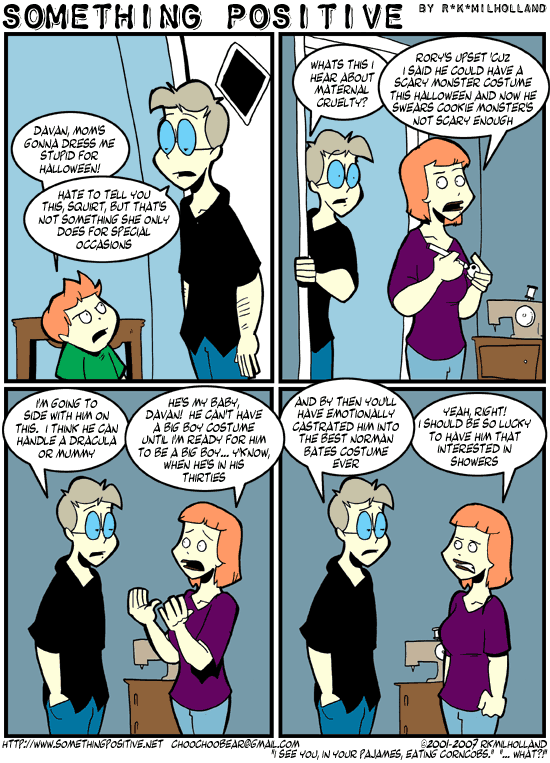 SOMETHING POSITIVE BY R*K*MILHOLLAND
DAVAN, MOM'S
GONNA DRESS ME
STUPID FOR
HALLOWEEN!
HATE TO TELL YOU
THIS, SQUIRT, BUT THAT'S
NOT SOMETHING SHE ONLY
DOES FOR SPECIAL
OCCASIONS
WHATS THIS I
HEAR ABOUT
MATERNAL
CRUELTY?
RORY'S UPSET 'CUZ
I SAID HE COULD HAVE A
SCARY MONSTER COSTUME
THIS HALLOWEEN AND NOW HE
SWEARS COOKIE MONSTER'S
NOT SCARY ENOUGH
I'M GOING TO
SIDE WITH HIM ON
THIS. I THINK HE CAN
HANDLE A DRACULA
OR MUMMY
HE'S MY BABY,
DAVAN! HE CAN'T HAVE
A BIG BOY COSTUME
UNTIL I'M READY FOR HIM
TO BE A BIG BOY... Y'KNOW,
WHEN HE'S IN HIS
THIRTIES
AND BY THEN YOU'LL
HAVE EMOTIONALLY
CASTRATED HIM INTO
THE BEST NORMAN
BATES COSTUME
EVER
YEAH, RIGHT!
I SHOULD BE SO LUCKY
TO HAVE HIM THAT
INTERESTED IN
SHOWERS
HTTP://WWW.SOMETHINGPOSITIVE.NET CHOOCHOOBEAR@GMAIL.COM ©2001-2007 RKMILHOLLAND
"I SEE YOU, IN YOUR PAJAMES, EATING CORNCOBS." "... WHAT?!"